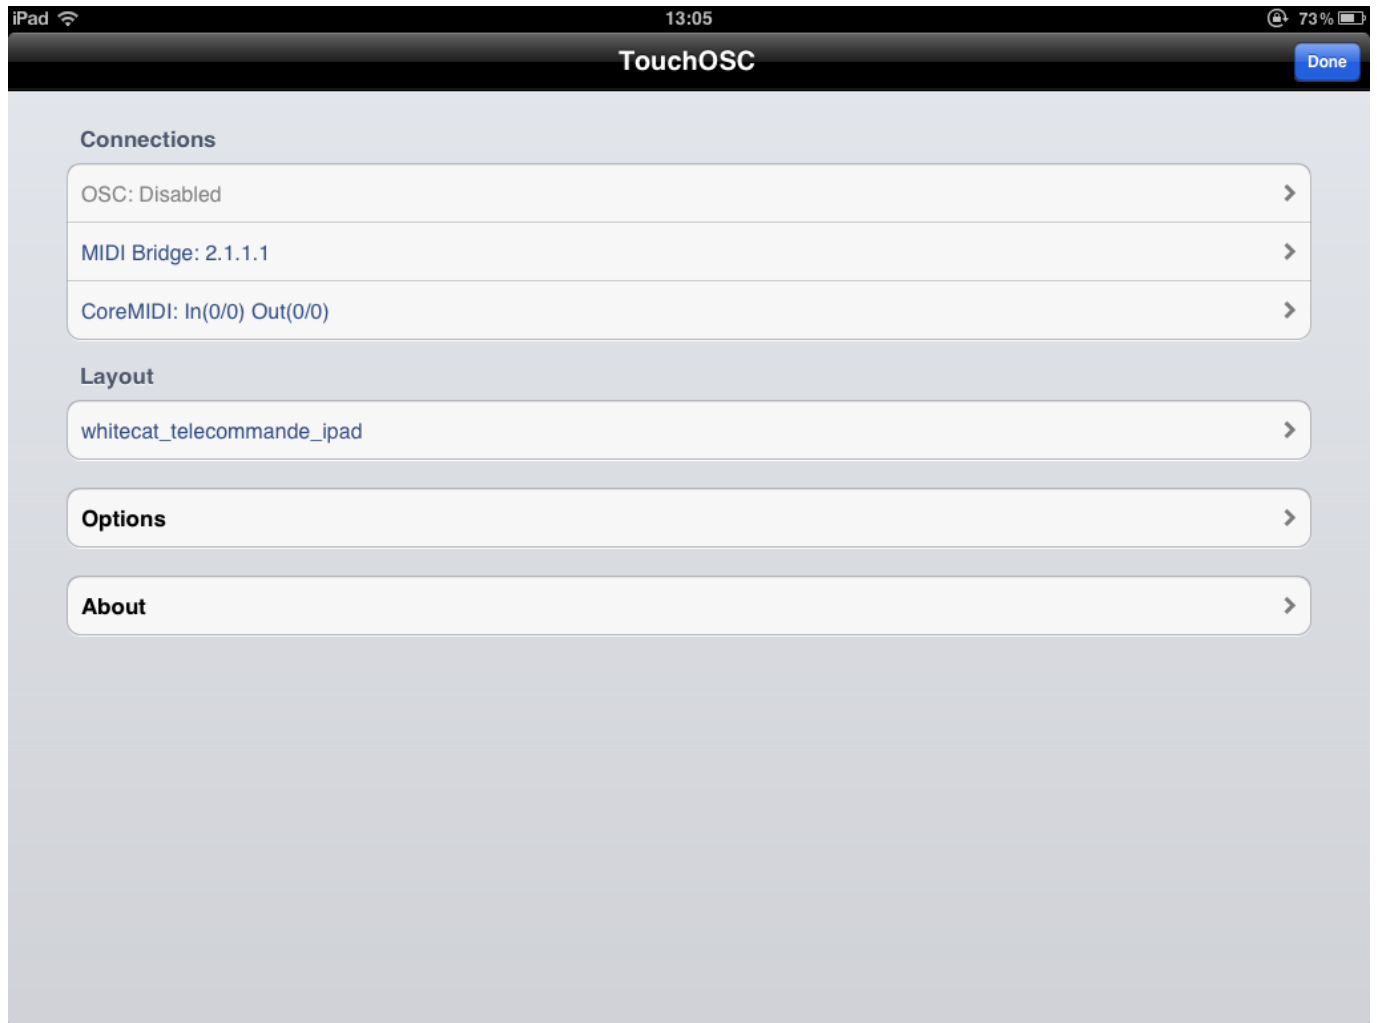 iPad 13:05 73%
TouchOSC Done
Connections
OSC: Disabled
MIDI Bridge: 2.1.1.1
CoreMIDI: In(0/0) Out(0/0)
Layout
whitecat_telecommande_ipad
Options
About